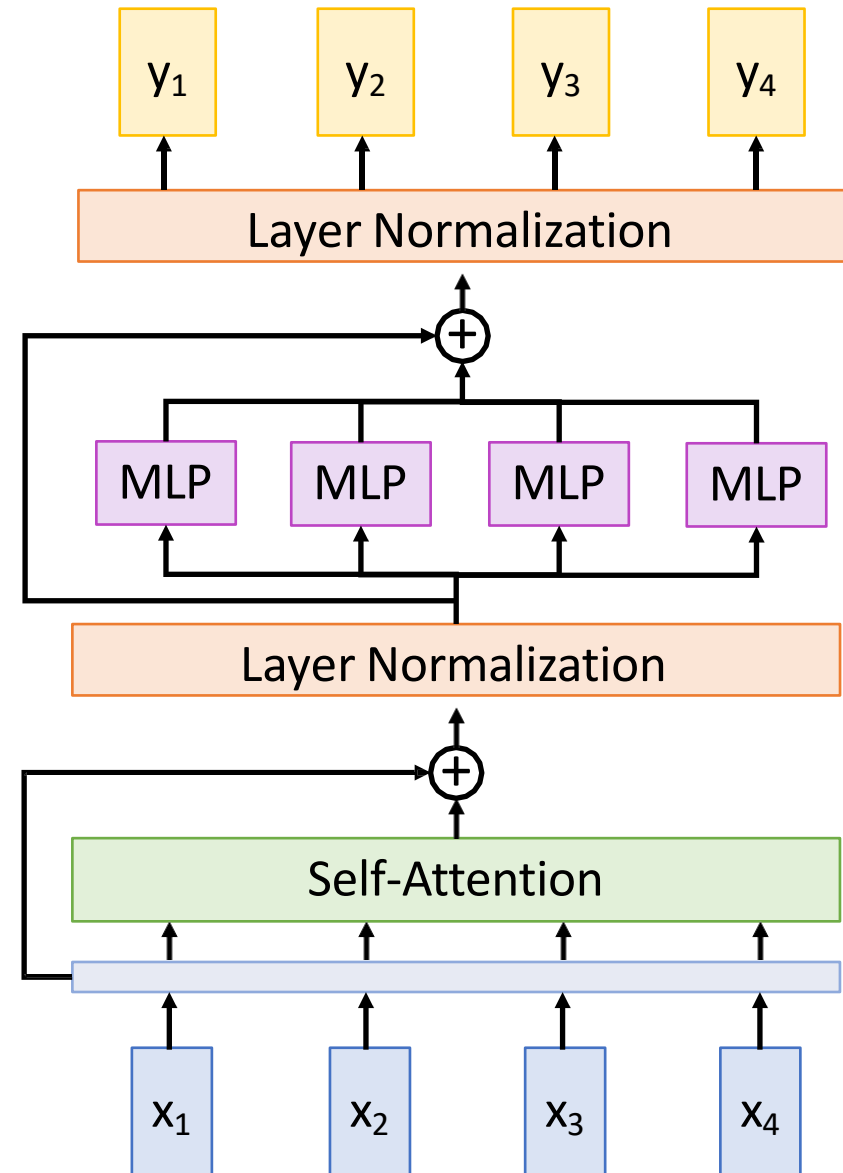 y₁ y₂ y₃ y₄
Layer Normalization
+
MLP MLP MLP MLP
Layer Normalization
+
Self-Attention
x₁ x₂ x₃ x₄